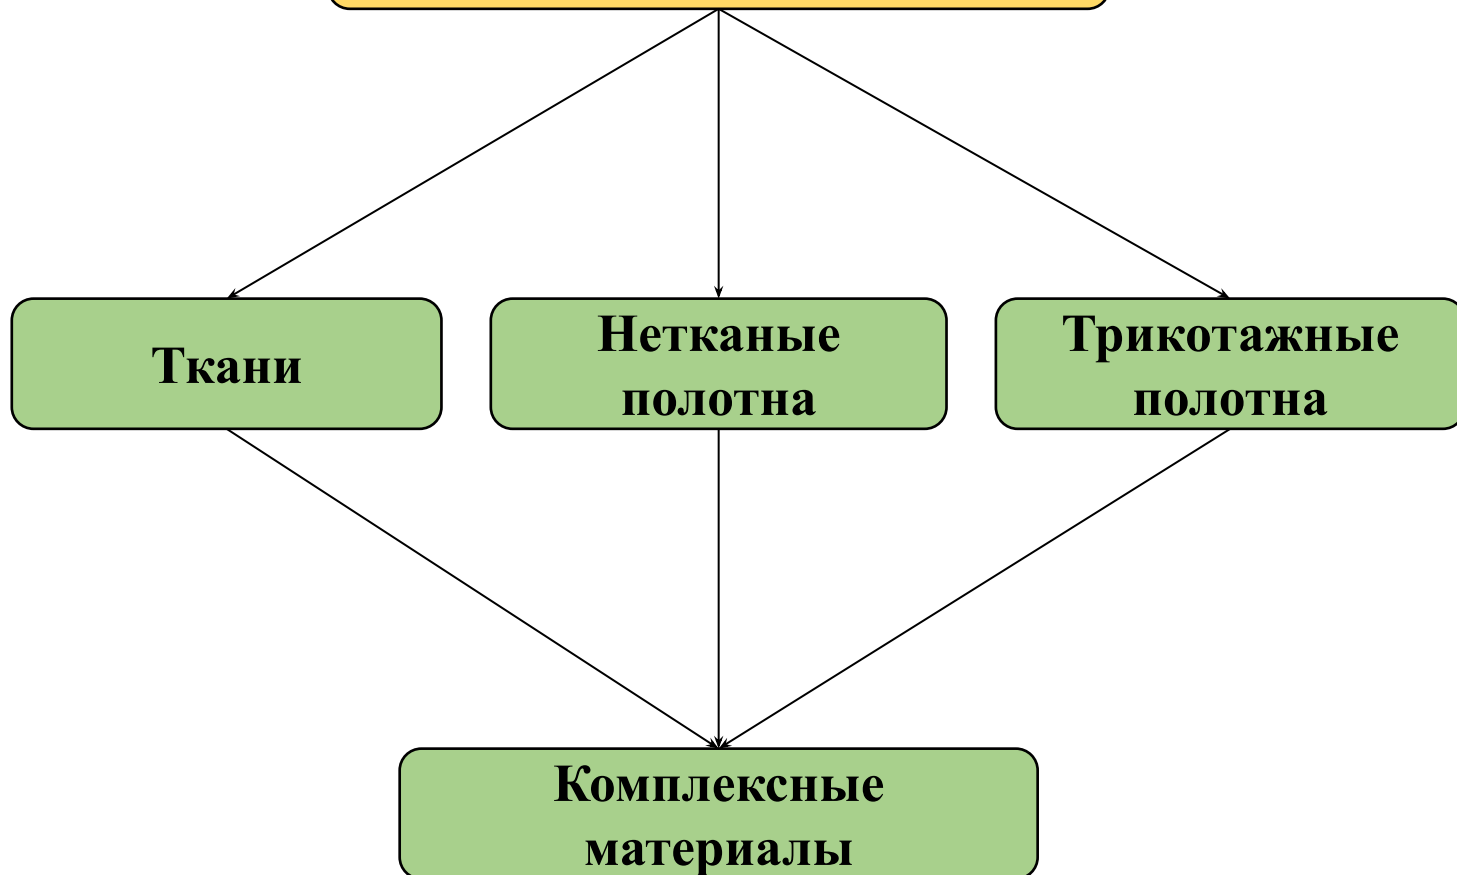 Ткани
Нетканые
полотна
Трикотажные
полотна
Комплексные
материалы